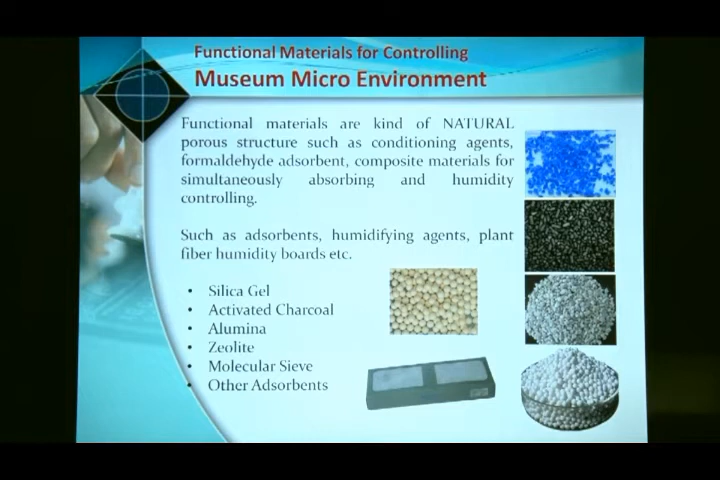 Functional Materials for Controlling
Museum Micro Environment
Functional materials are kind of NATURAL
porous structure such as conditioning agents,
formaldehyde adsorbent, composite materials for
simultaneously absorbing and humidity
controlling.
Such as adsorbents, humidifying agents, plant
fiber humidity boards etc.
• Silica Gel
• Activated Charcoal
• Alumina
• Zeolite
• Molecular Sieve
• Other Adsorbents